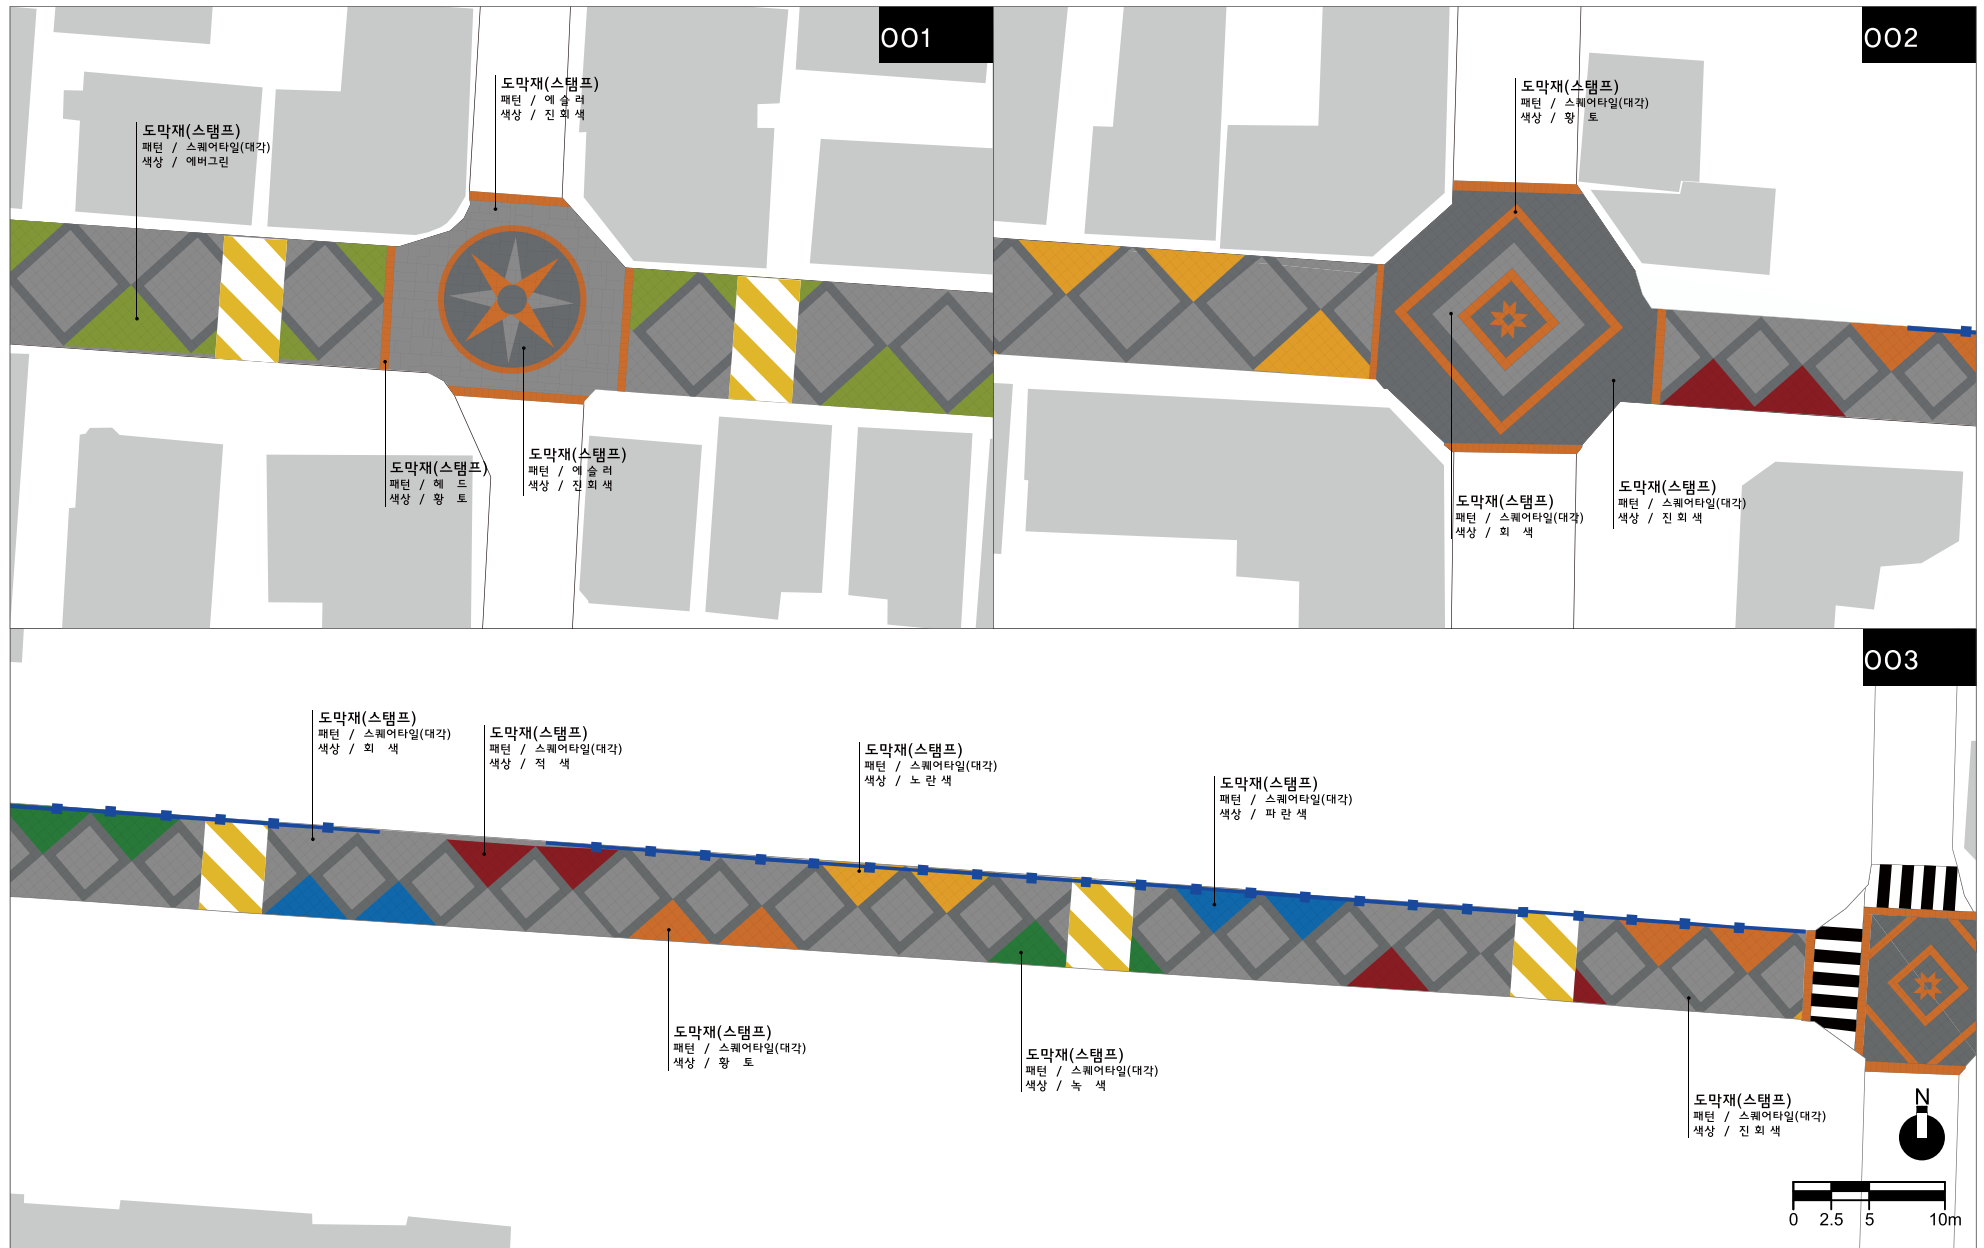 001
도막재(스탬프)
패턴 / 에슬러
색상 / 진회색
도막재(스탬프)
패턴 / 스퀘어타일(대각)
색상 / 에버그린
도막재(스탬프)
패턴 / 헤 드
색상 / 황 토
도막재(스탬프)
패턴 / 에슬러
색상 / 진회색
002
도막재(스탬프)
패턴 / 스퀘어타일(대각)
색상 / 황 토
도막재(스탬프)
패턴 / 스퀘어타일(대각)
색상 / 회 색
도막재(스탬프)
패턴 / 스퀘어타일(대각)
색상 / 진회색
003
도막재(스탬프)
패턴 / 스퀘어타일(대각)
색상 / 회 색
도막재(스탬프)
패턴 / 스퀘어타일(대각)
색상 / 적 색
도막재(스탬프)
패턴 / 스퀘어타일(대각)
색상 / 노란색
도막재(스탬프)
패턴 / 스퀘어타일(대각)
색상 / 파란색
도막재(스탬프)
패턴 / 스퀘어타일(대각)
색상 / 황 토
도막재(스탬프)
패턴 / 스퀘어타일(대각)
색상 / 녹 색
도막재(스탬프)
패턴 / 스퀘어타일(대각)
색상 / 진회색
N
0 2.5 5 10m